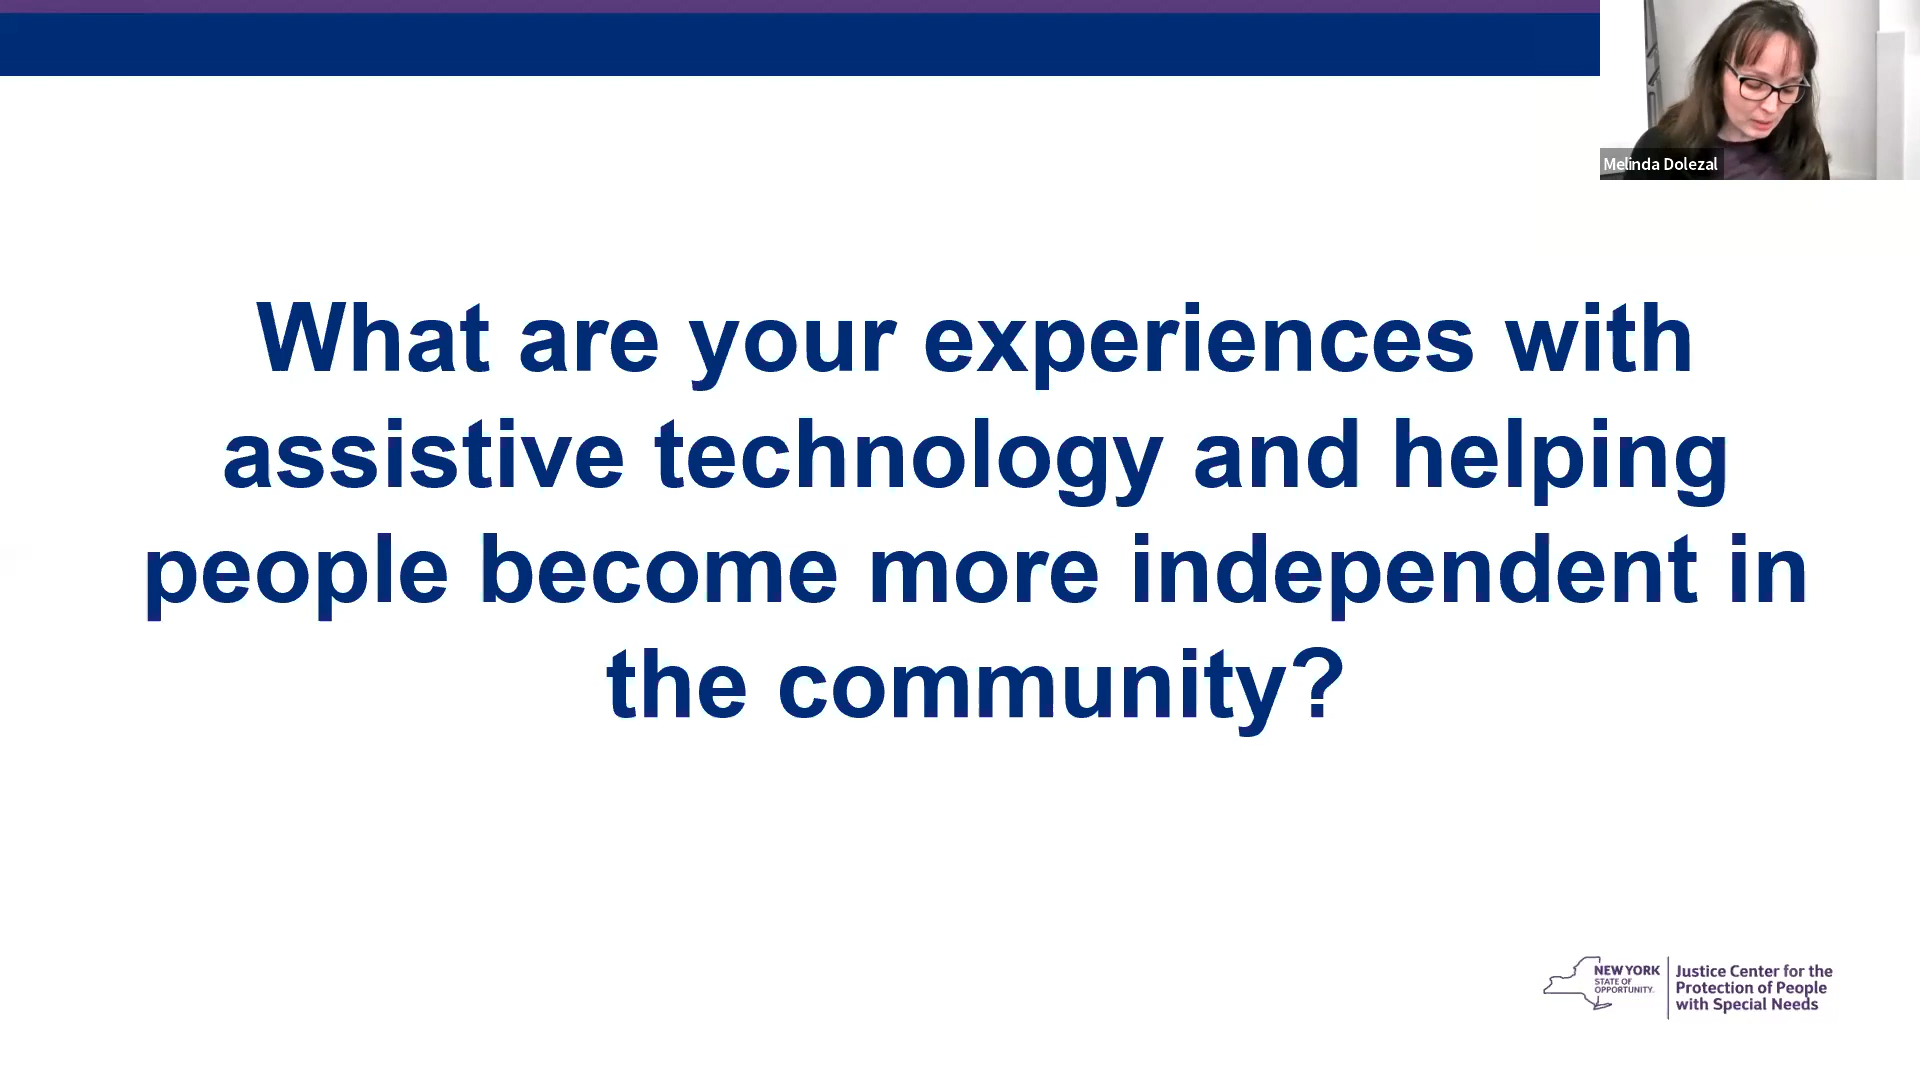 Melinda Dolezal
What are your experiences with
assistive technology and helping
people become more independent in
the community?
NEW YORK
STATE OF
OPPORTUNITY.
Justice Center for the
Protection of People
with Special Needs